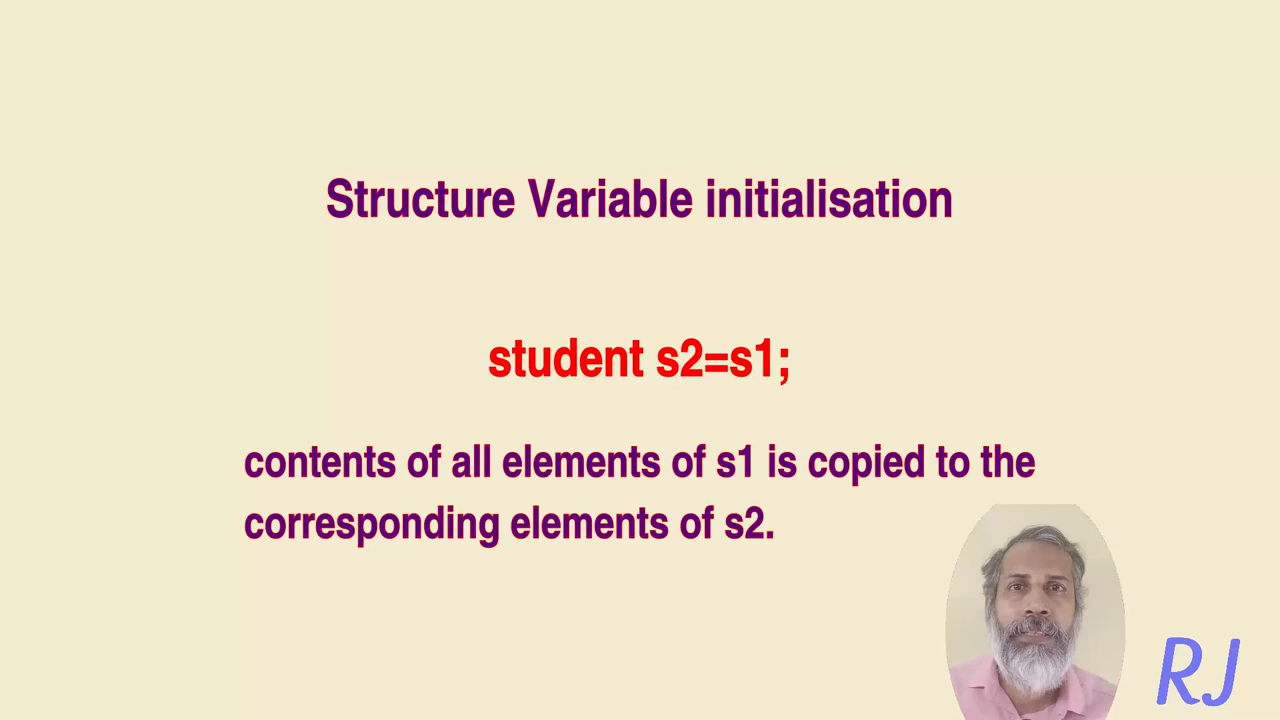 Structure Variable initialisation
student s2=s1;
contents of all elements of s1 is copied to the
corresponding elements of s2.
RJ